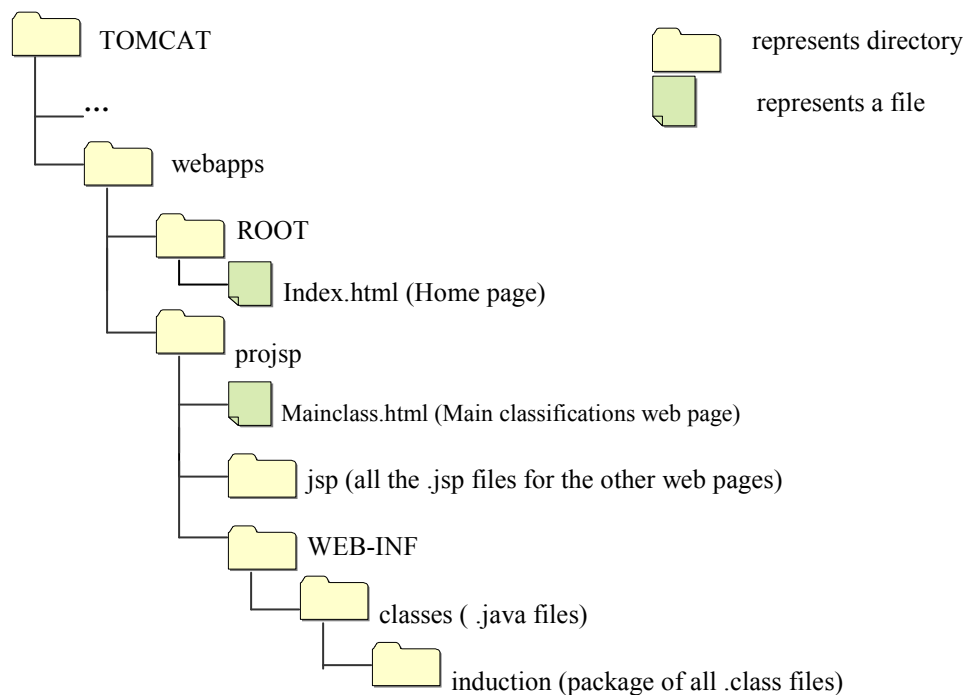 TOMCAT
represents directory
represents a file
...
webapps
ROOT
Index.html (Home page)
projsp
Mainclass.html (Main classifications web page)
jsp (all the .jsp files for the other web pages)
WEB-INF
classes ( .java files)
induction (package of all .class files)